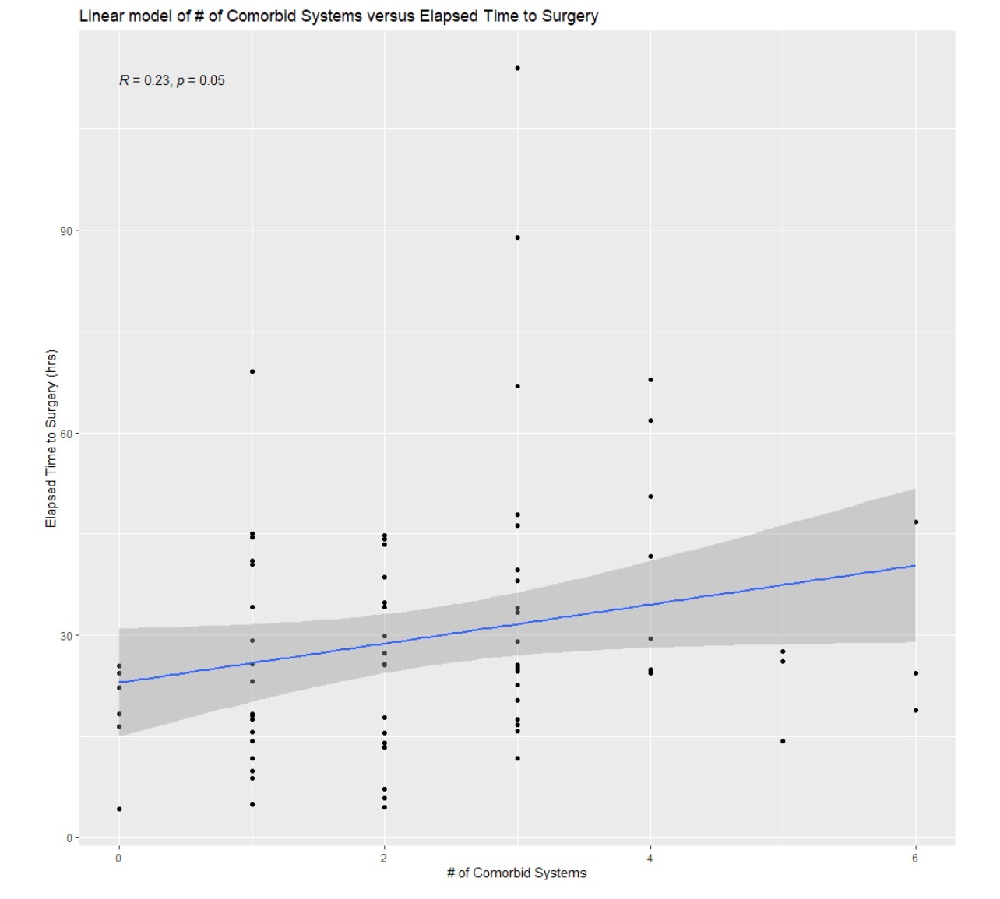 Linear model of # of Comorbid Systems versus Elapsed Time to Surgery
R = 0.23, p = 0.05
Elapsed Time to Surgery (hrs)
90
60
30
0
0
2
4
6
# of Comorbid Systems